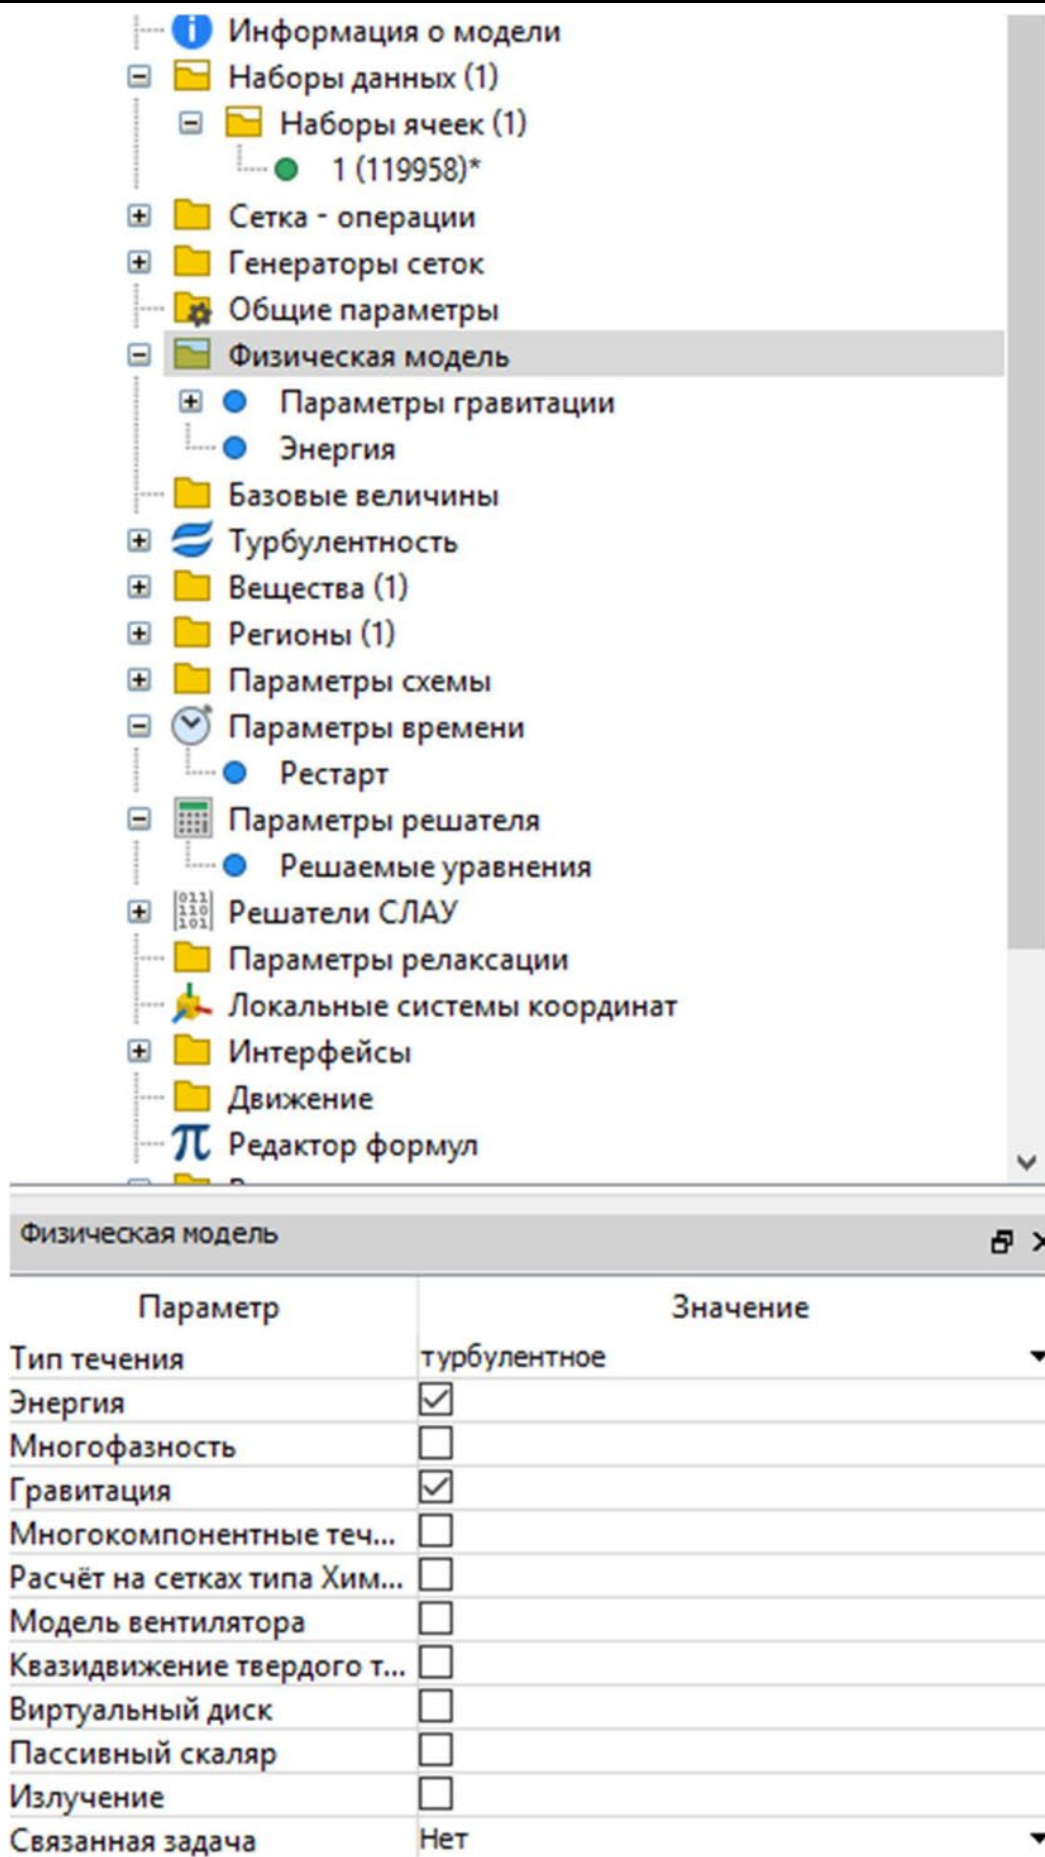 Информация о модели
Наборы данных (1)
Наборы ячеек (1)
1 (119958)*
Сетка - операции
Генераторы сеток
Общие параметры
Физическая модель
Параметры гравитации
Энергия
Базовые величины
Турбулентность
Вещества (1)
Регионы (1)
Параметры схемы
Параметры времени
Рестарт
Параметры решателя
Решаемые уравнения
011
110
101
Решатели СЛАУ
Параметры релаксации
Локальные системы координат
Интерфейсы
Движение
π Редактор формул
Физическая модель
Параметр Значение
Тип течения турбулентное
Энергия
Многофазность
Гравитация
Многокомпонентные теч...
Расчёт на сетках типа Хим...
Модель вентилятора
Квазидвижение твердого т...
Виртуальный диск
Пассивный скаляр
Излучение
Связанная задача Нет